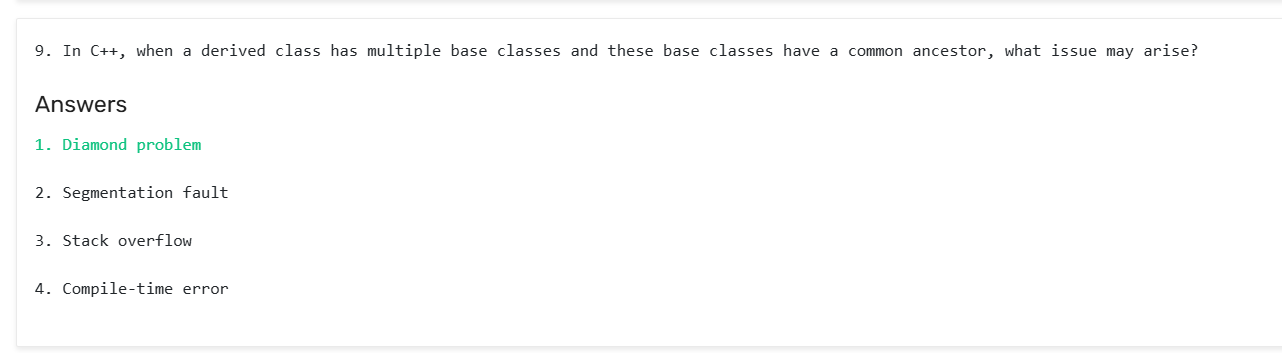 9. In C++, when a derived class has multiple base classes and these base classes have a common ancestor, what issue may arise?
Answers
1. Diamond problem
2. Segmentation fault
3. Stack overflow
4. Compile-time error